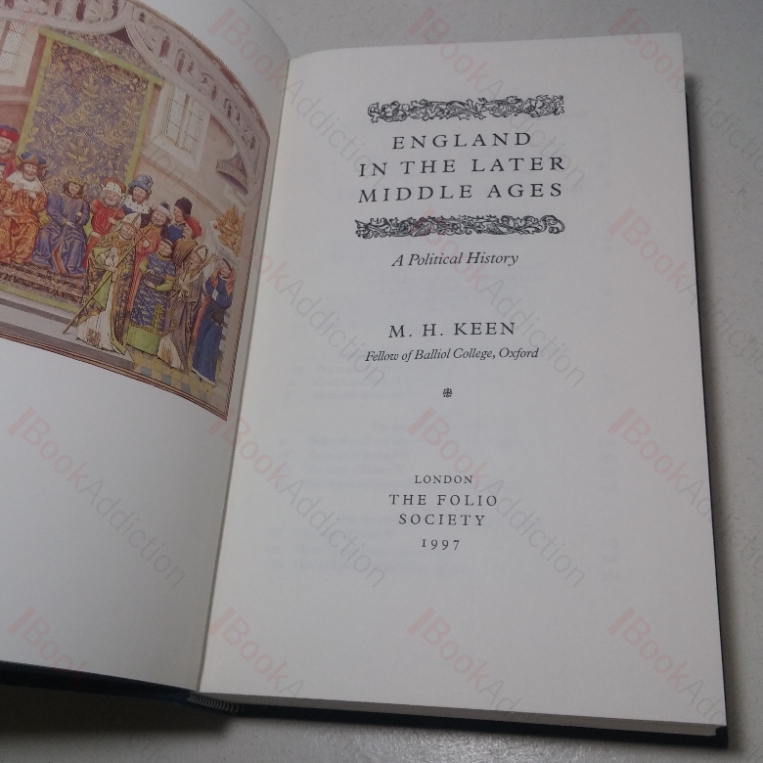 ENGLAND
IN THE LATER
MIDDLE AGES
A Political History
M. H. KEEN
Fellow of Balliol College, Oxford
LONDON
THE FOLIO
SOCIETY
1997
BookAddiction